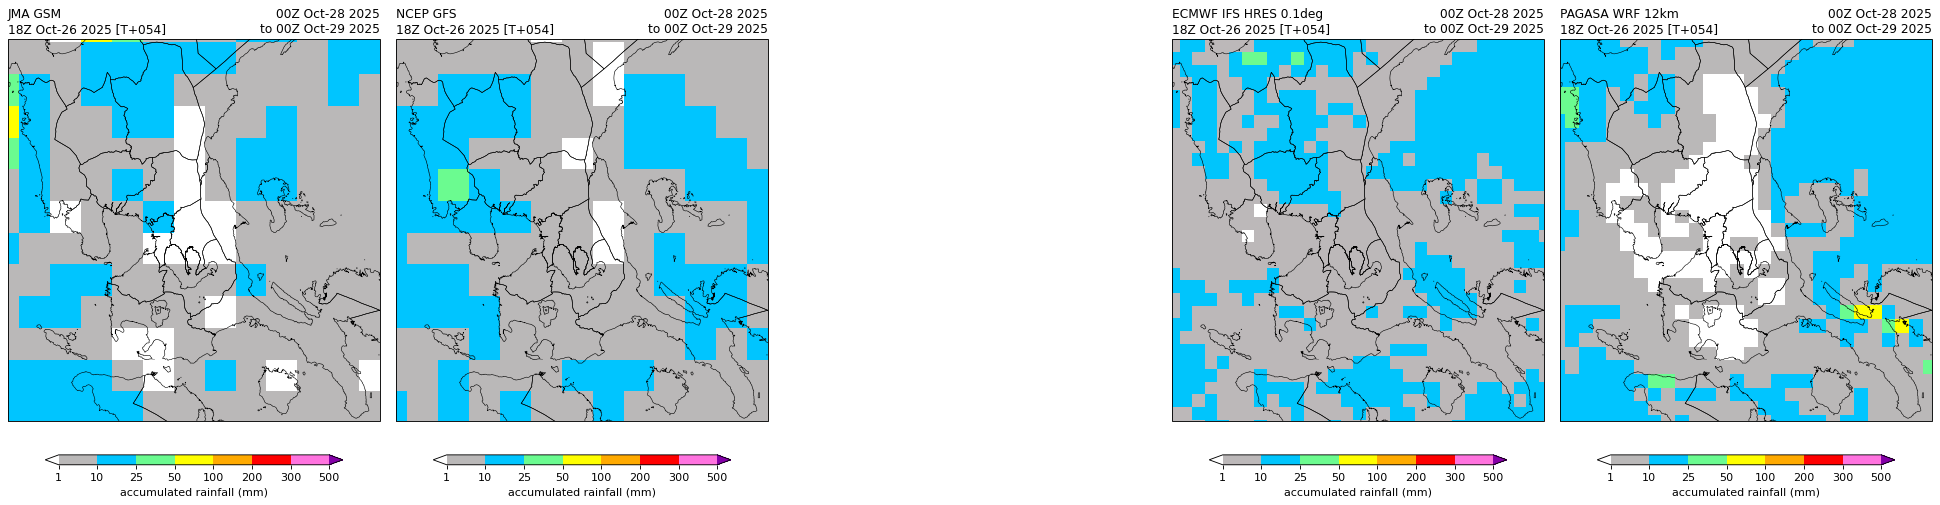 JMA GSM 00Z Oct-28 2025
18Z Oct-26 2025 [T+054] to 00Z Oct-29 2025
NCEP GFS 00Z Oct-28 2025
18Z Oct-26 2025 [T+054] to 00Z Oct-29 2025
ECMWF IFS HRES 0.1deg 00Z Oct-28 2025
18Z Oct-26 2025 [T+054] to 00Z Oct-29 2025
PAGASA WRF 12km 00Z Oct-28 2025
18Z Oct-26 2025 [T+054] to 00Z Oct-29 2025
1 10 25 50 100 200 300 500
accumulated rainfall (mm)
1 10 25 50 100 200 300 500
accumulated rainfall (mm)
1 10 25 50 100 200 300 500
accumulated rainfall (mm)
1 10 25 50 100 200 300 500
accumulated rainfall (mm)